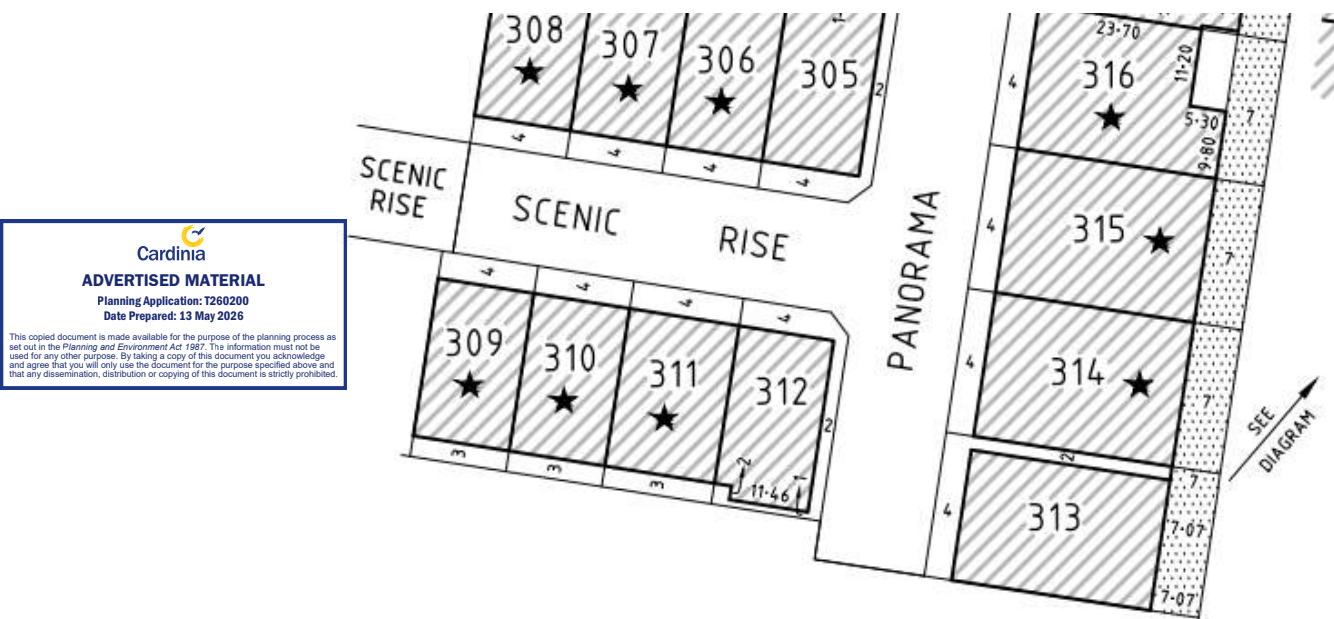 308
307
306
305
2
4
4
4
4
SCENIC
RISE
SCENIC RISE
PANORAMA
4
4
4
4
309
310
311
312
2
3
3
3
2
11·46
1
23·70
11·20
316
5·30
9·80
4
7
315
4
7
314
4
7
2
7
313
4
7·07
7·07
SEE
DIAGRAM
Cardinia
ADVERTISED MATERIAL
Planning Application: T260200
Date Prepared: 13 May 2026
This copied document is made available for the purpose of the planning process as
set out in the Planning and Environment Act 1987. The information must not be
used for any other purpose. By taking a copy of this document you acknowledge
and agree that you will only use the document for the purpose specified above and
that any dissemination, distribution or copying of this document is strictly prohibited.